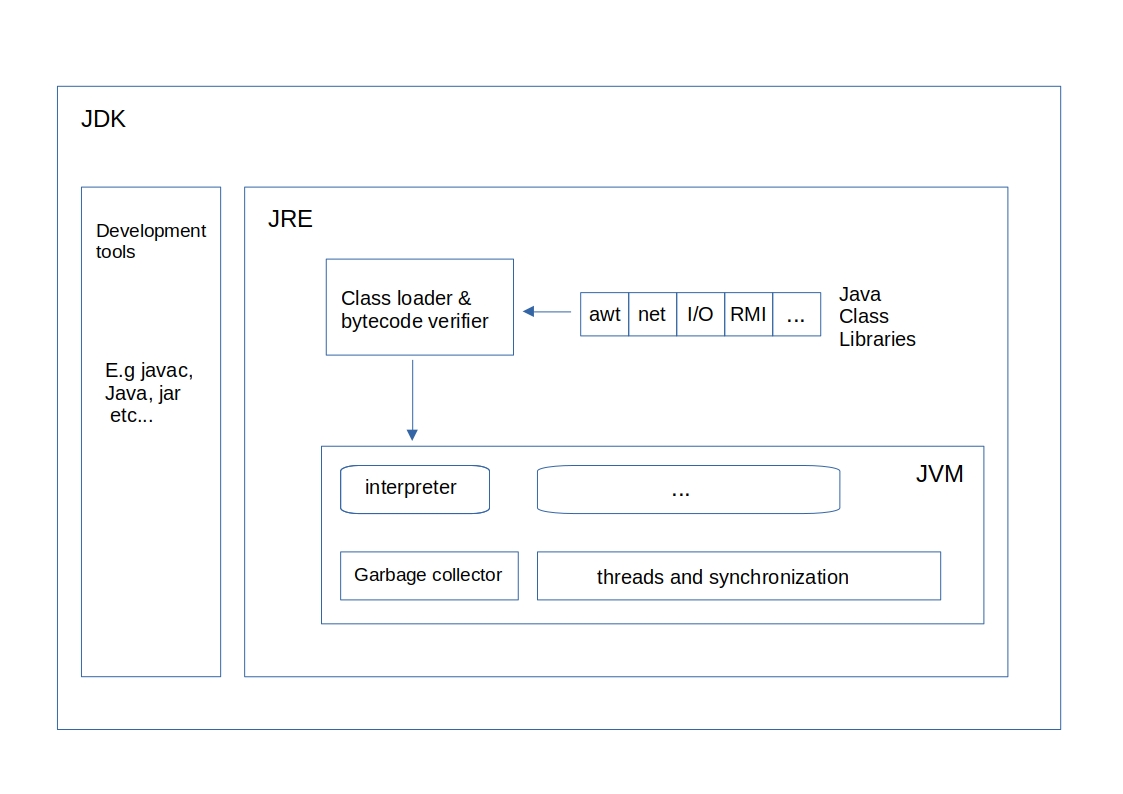 JDK
Development
tools
E.g javac,
Java, jar
etc...
JRE
Class loader &
bytecode verifier
awt net I/O RMI ...
Java
Class
Libraries
JVM
interpreter
...
Garbage collector
threads and synchronization